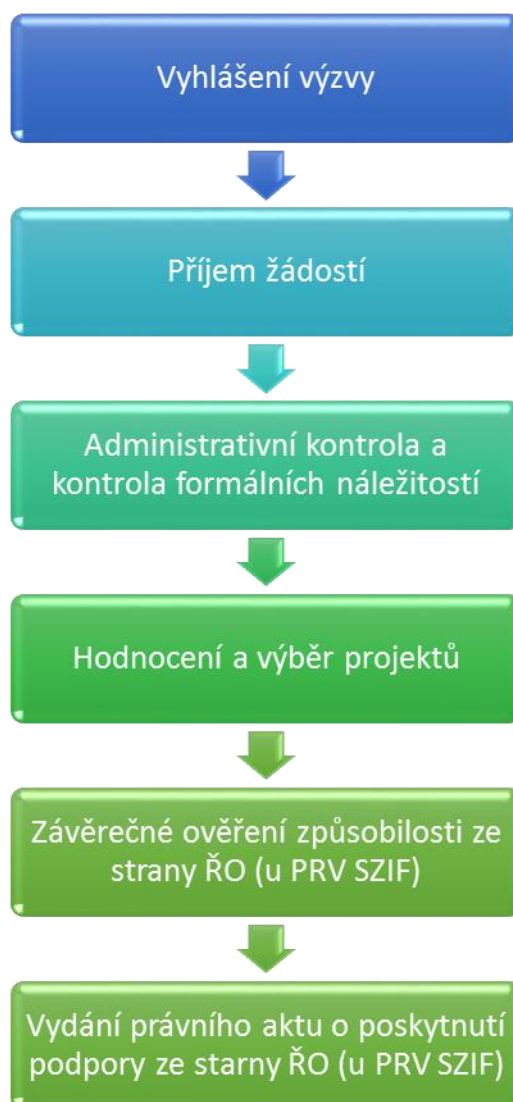 Vyhlášení výzvy
Příjem žádostí
Administrativní kontrola a
kontrola formálních náležitostí
Hodnocení a výběr projektů
Závěrečné ověření způsobilosti ze
strany ŘO (u PRV SZIF)
Vydání právního aktu o poskytnutí
podpory ze starny ŘO (u PRV SZIF)